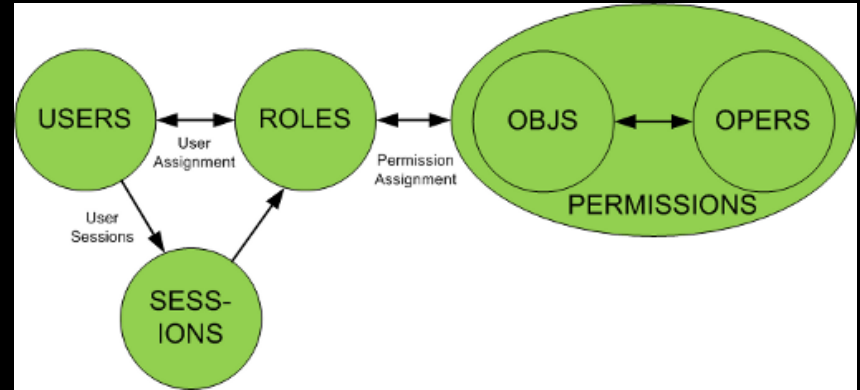 USERS
ROLES
OBJS
OPERS
User
Assignment
Permission
Assignment
PERMISSIONS
User
Sessions
SESS-
IONS